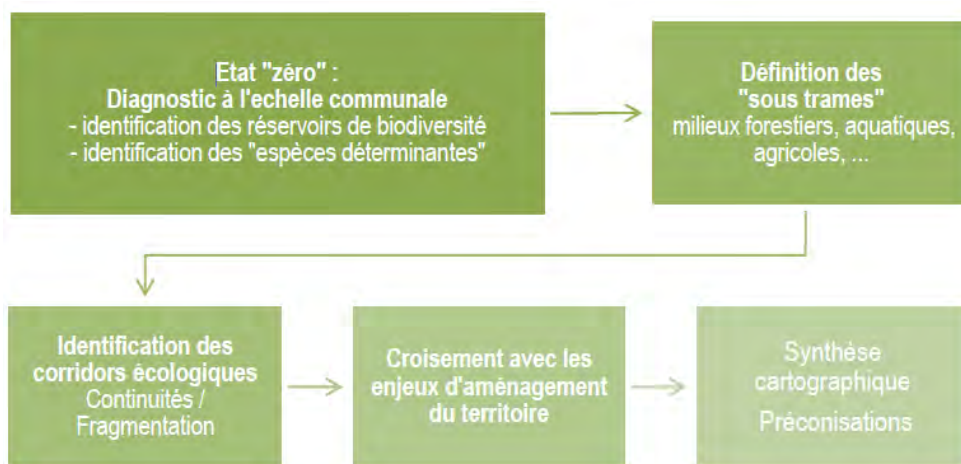 Etat "zéro" :
Diagnostic à l'echelle communale
- identification des réservoirs de biodiversité
- identification des "espèces déterminantes"
Définition des
"sous trames"
milieux forestiers, aquatiques,
agricoles, ...
Identification des
corridors écologiques
Continuités /
Fragmentation
Croisement avec les
enjeux d'aménagement
du territoire
Synthèse
cartographique
Préconisations